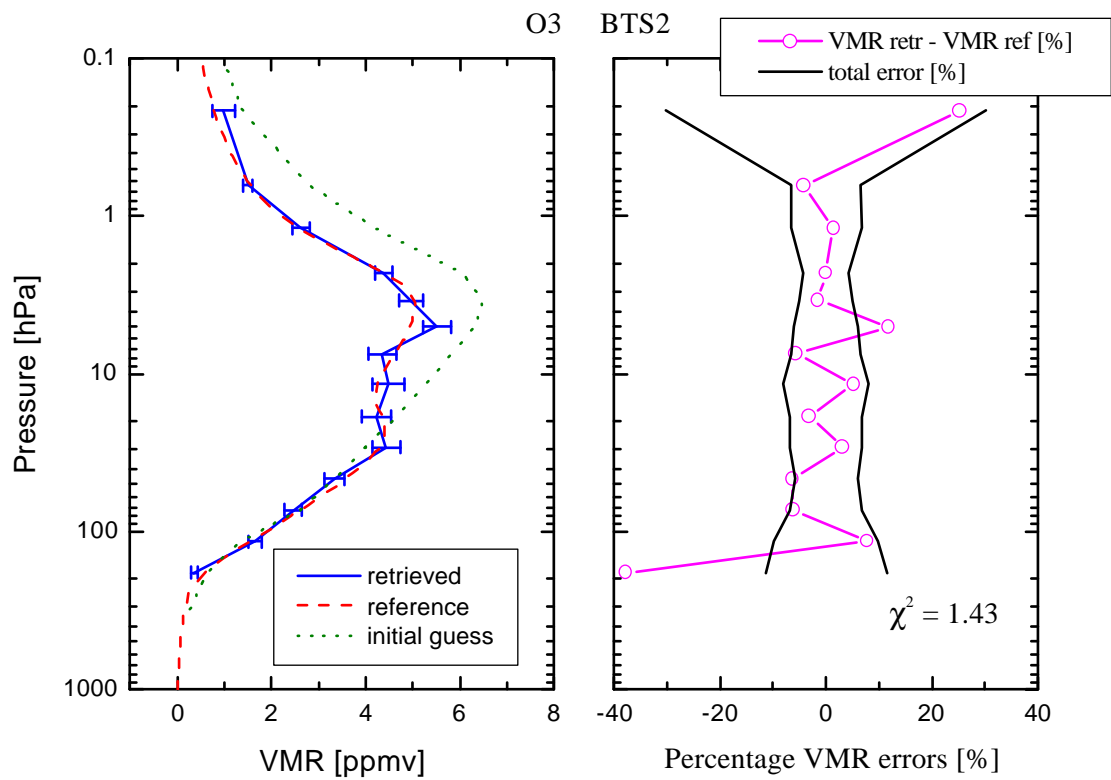 O3 BTS2
VMR retr - VMR ref [%]
total error [%]
0.1
1
10
100
1000
Pressure [hPa]
retrieved
reference
initial guess
0 2 4 6 8
VMR [ppmv]
χ² = 1.43
-40 -20 0 20 40
Percentage VMR errors [%]